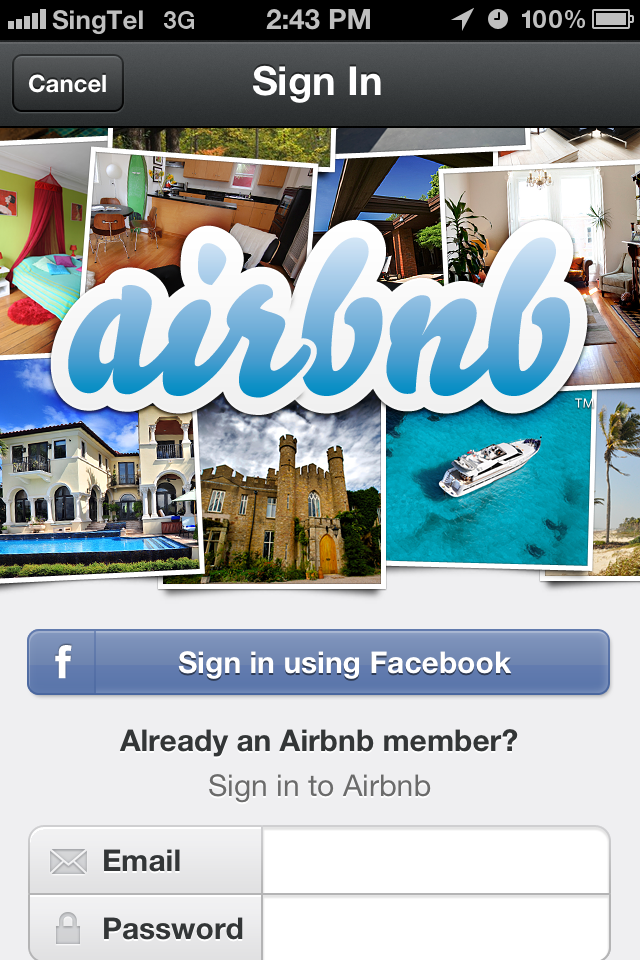 SingTel 3G 2:43 PM 100%
Cancel
Sign In
airbnb
TM
f Sign in using Facebook
Already an Airbnb member?
Sign in to Airbnb
Email
Password